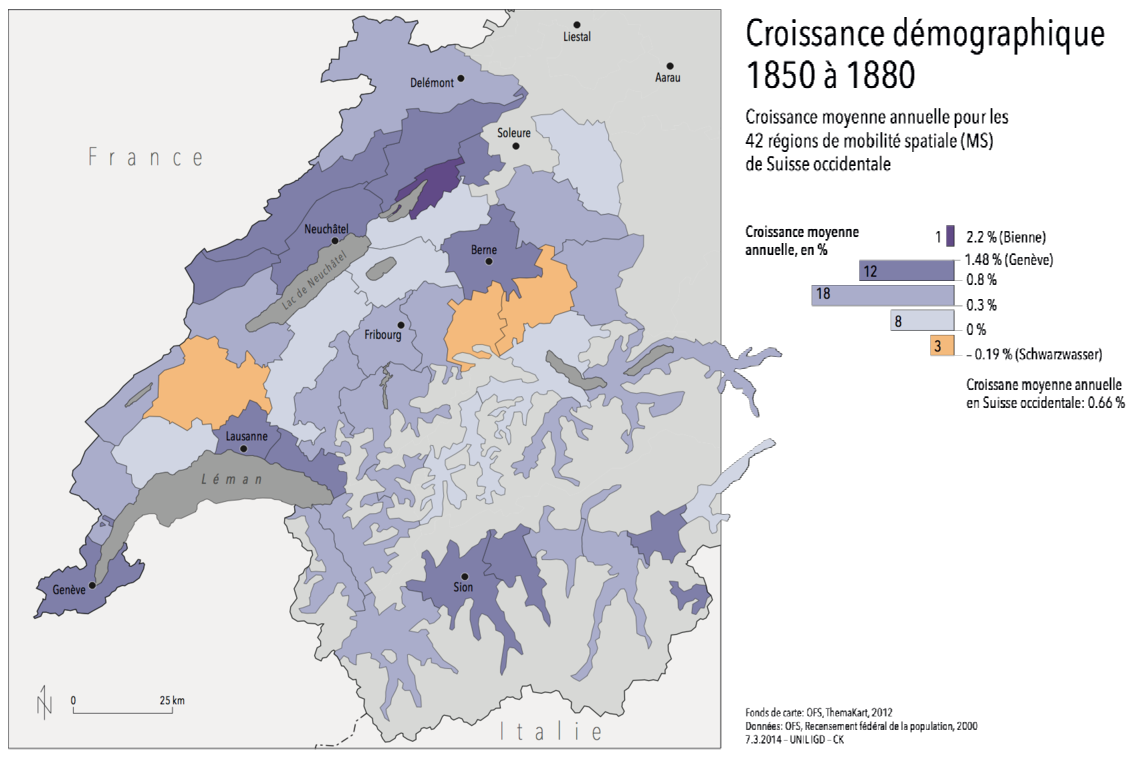 Croissance démographique
1850 à 1880
Croissance moyenne annuelle pour les
42 régions de mobilité spatiale (MS)
de Suisse occidentale
Croissance moyenne
annuelle, en %
1
2.2 % (Bienne)
1.48 % (Genève)
12
0.8 %
18
0.3 %
8
0 %
3
– 0.19 % (Schwarzwasser)
Croissane moyenne annuelle
en Suisse occidentale: 0.66 %
Liestal
Aarau
Delémont
Soleure
France
Neuchâtel
Berne
Lac de Neuchâtel
Fribourg
Lausanne
Léman
Genève
Sion
N
0
25 km
Italie
Fonds de carte: OFS, ThemaKart, 2012
Données: OFS, Recensement fédéral de la population, 2000
7.3.2014 – UNIL IGD – CK